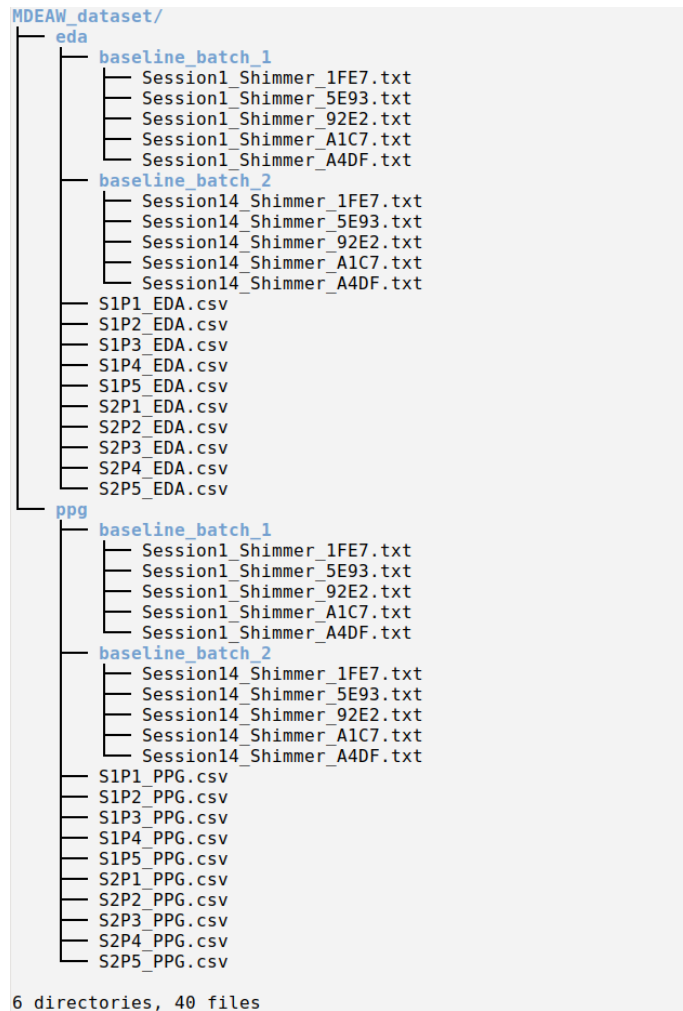 MDEAW_dataset/
├── eda
│   ├── baseline_batch_1
│   │   ├── Session1_Shimmer_1FE7.txt
│   │   ├── Session1_Shimmer_5E93.txt
│   │   ├── Session1_Shimmer_92E2.txt
│   │   ├── Session1_Shimmer_A1C7.txt
│   │   └── Session1_Shimmer_A4DF.txt
│   ├── baseline_batch_2
│   │   ├── Session14_Shimmer_1FE7.txt
│   │   ├── Session14_Shimmer_5E93.txt
│   │   ├── Session14_Shimmer_92E2.txt
│   │   ├── Session14_Shimmer_A1C7.txt
│   │   └── Session14_Shimmer_A4DF.txt
│   ├── S1P1_EDA.csv
│   ├── S1P2_EDA.csv
│   ├── S1P3_EDA.csv
│   ├── S1P4_EDA.csv
│   ├── S1P5_EDA.csv
│   ├── S2P1_EDA.csv
│   ├── S2P2_EDA.csv
│   ├── S2P3_EDA.csv
│   ├── S2P4_EDA.csv
│   └── S2P5_EDA.csv
└── ppg
    ├── baseline_batch_1
    │   ├── Session1_Shimmer_1FE7.txt
    │   ├── Session1_Shimmer_5E93.txt
    │   ├── Session1_Shimmer_92E2.txt
    │   ├── Session1_Shimmer_A1C7.txt
    │   └── Session1_Shimmer_A4DF.txt
    ├── baseline_batch_2
    │   ├── Session14_Shimmer_1FE7.txt
    │   ├── Session14_Shimmer_5E93.txt
    │   ├── Session14_Shimmer_92E2.txt
    │   ├── Session14_Shimmer_A1C7.txt
    │   └── Session14_Shimmer_A4DF.txt
    ├── S1P1_PPG.csv
    ├── S1P2_PPG.csv
    ├── S1P3_PPG.csv
    ├── S1P4_PPG.csv
    ├── S1P5_PPG.csv
    ├── S2P1_PPG.csv
    ├── S2P2_PPG.csv
    ├── S2P3_PPG.csv
    ├── S2P4_PPG.csv
    └── S2P5_PPG.csv

6 directories, 40 files